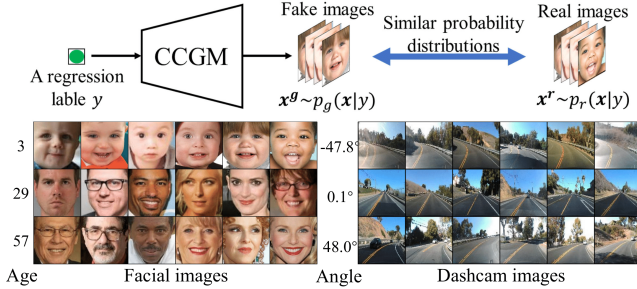 Fake images
Real images
Similar probability
distributions
CCGM
A regression
lable y
x^g~p_g(x|y)
x^r~p_r(x|y)
3
29
57
-47.8°
0.1°
48.0°
Age
Facial images
Angle
Dashcam images